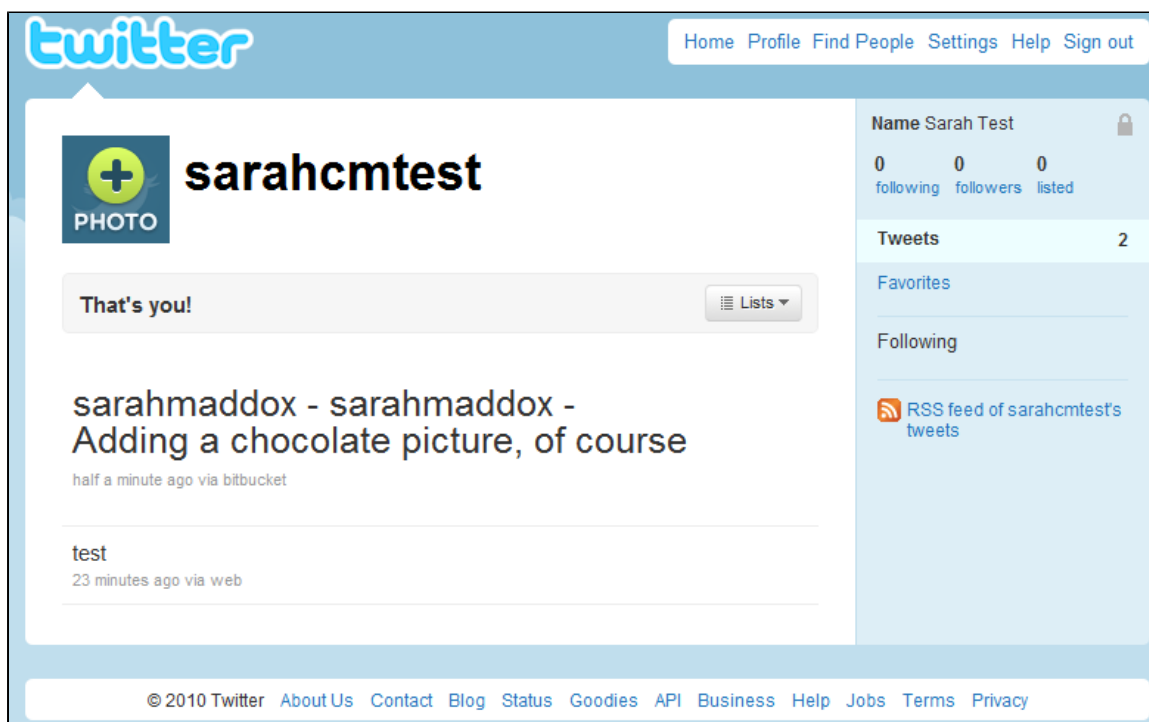 twitter
Home Profile Find People Settings Help Sign out
PHOTO
sarahcmtest
That's you!
Lists
sarahmaddox - sarahmaddox -
Adding a chocolate picture, of course
half a minute ago via bitbucket
test
23 minutes ago via web
Name Sarah Test
0 0 0
following followers listed
Tweets 2
Favorites
Following
RSS feed of sarahcmtest's
tweets
© 2010 Twitter About Us Contact Blog Status Goodies API Business Help Jobs Terms Privacy